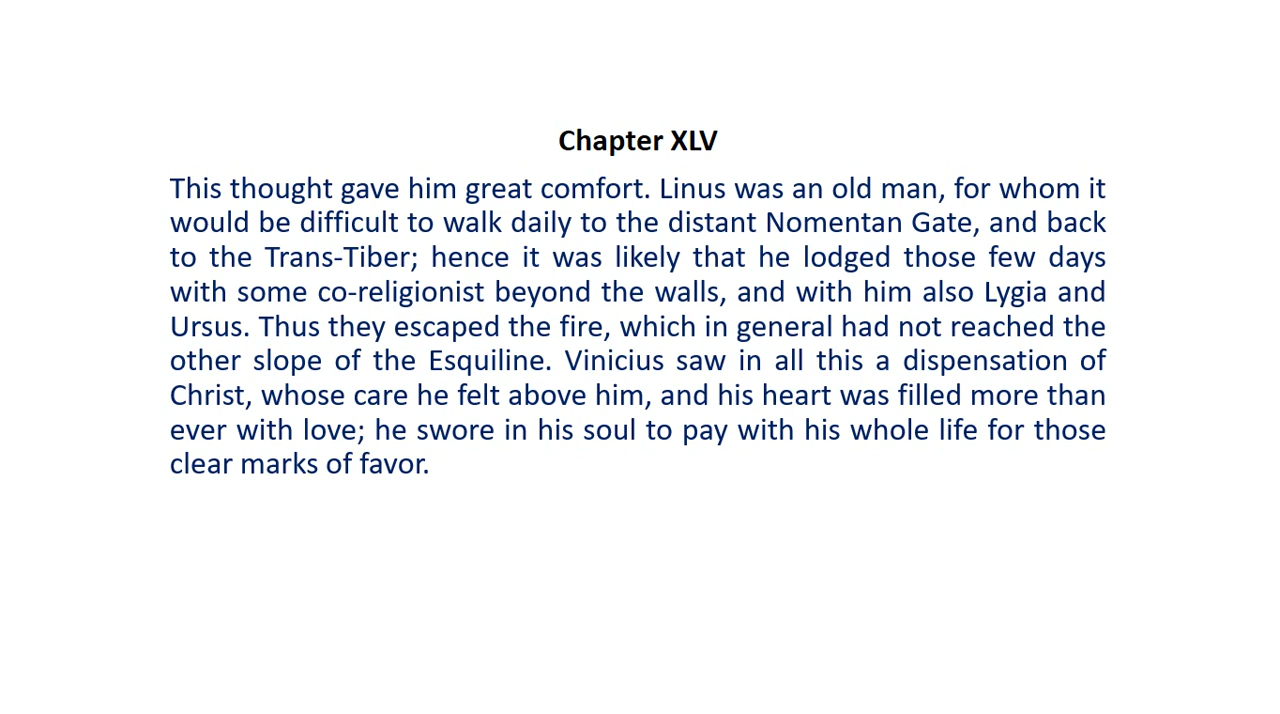 Chapter XLV
This thought gave him great comfort. Linus was an old man, for whom it
would be difficult to walk daily to the distant Nomentan Gate, and back
to the Trans-Tiber; hence it was likely that he lodged those few days
with some co-religionist beyond the walls, and with him also Lygia and
Ursus. Thus they escaped the fire, which in general had not reached the
other slope of the Esquiline. Vinicius saw in all this a dispensation of
Christ, whose care he felt above him, and his heart was filled more than
ever with love; he swore in his soul to pay with his whole life for those
clear marks of favor.